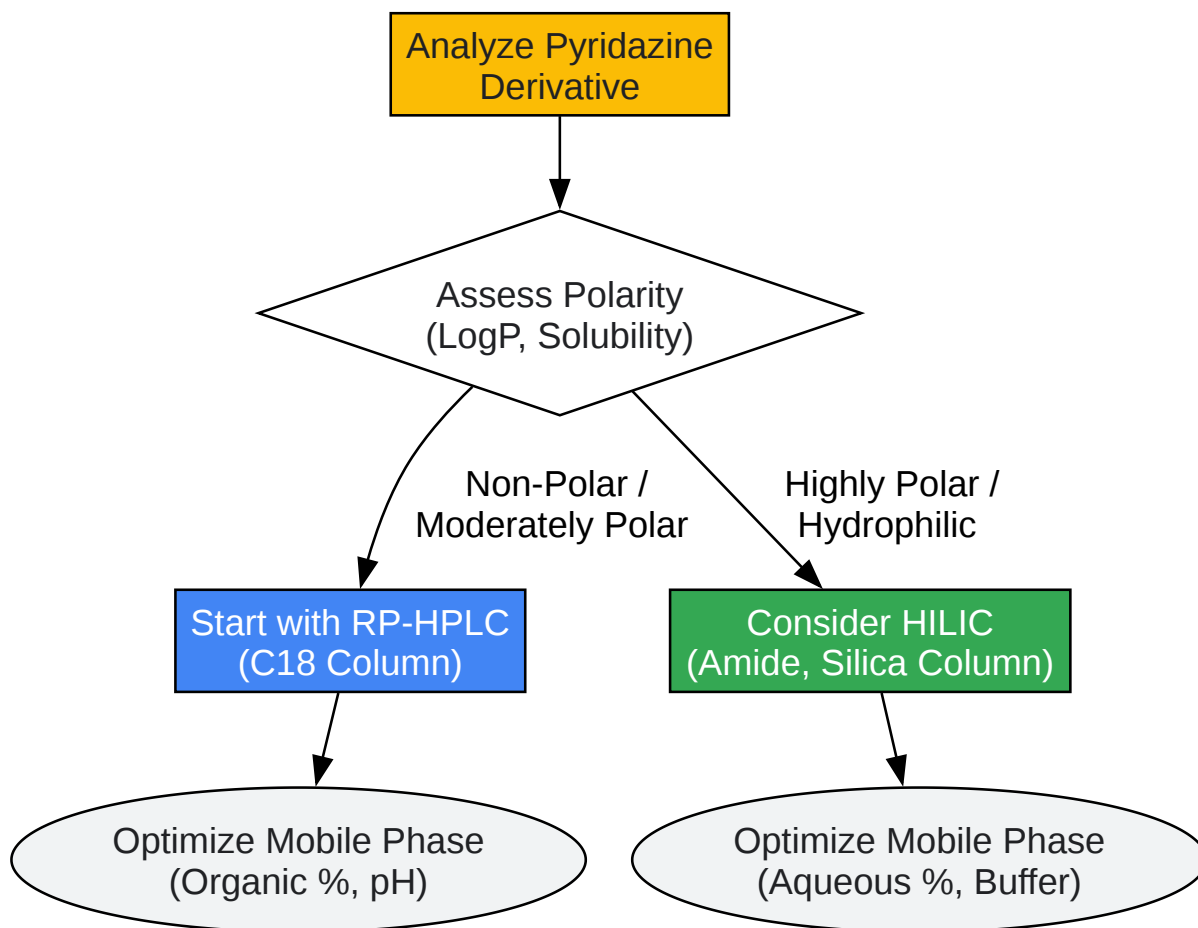 Analyze Pyridazine
Derivative
Assess Polarity
(LogP, Solubility)
Non-Polar /
Moderately Polar
Highly Polar /
Hydrophilic
Start with RP-HPLC
(C18 Column)
Consider HILIC
(Amide, Silica Column)
Optimize Mobile Phase
(Organic %, pH)
Optimize Mobile Phase
(Aqueous %, Buffer)